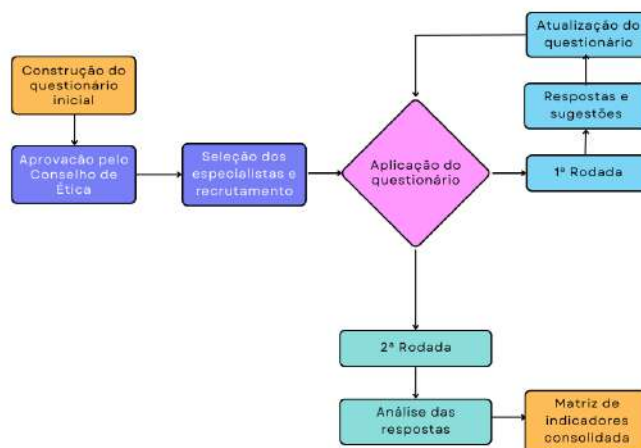 Construção do
questionário
inicial
Aprovacão pelo
Conselho de
Ética
Seleção dos
especialistas e
recrutamento
Aplicação do
questionário
1ª Rodada
Respostas e
sugestões
Atualização do
questionário
2ª Rodada
Análise das
respostas
Matriz de
indicadores
consolidada